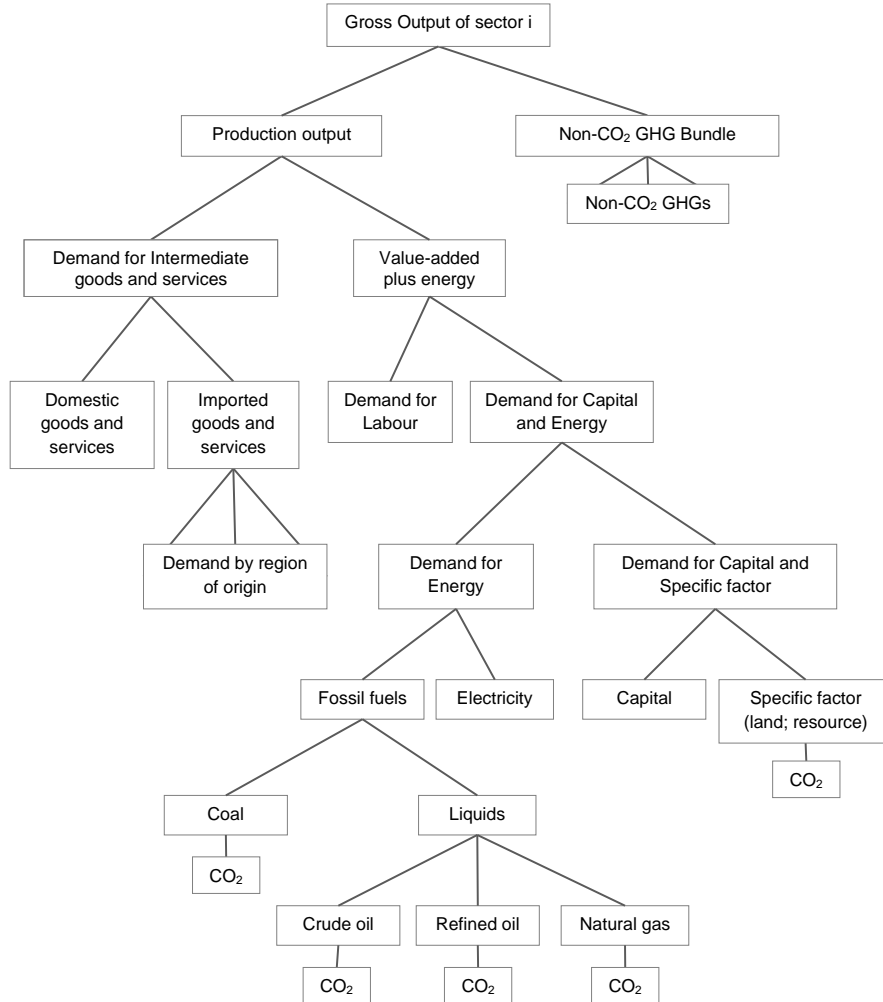 Gross Output of sector i
Production output
Non-CO₂ GHG Bundle
Non-CO₂ GHGs
Demand for Intermediate
goods and services
Value-added
plus energy
Domestic
goods and
services
Imported
goods and
services
Demand for
Labour
Demand for Capital
and Energy
Demand by region
of origin
Demand for
Energy
Demand for Capital and
Specific factor
Fossil fuels
Electricity
Capital
Specific factor
(land; resource)
CO₂
Coal
Liquids
CO₂
Crude oil
Refined oil
Natural gas
CO₂
CO₂
CO₂